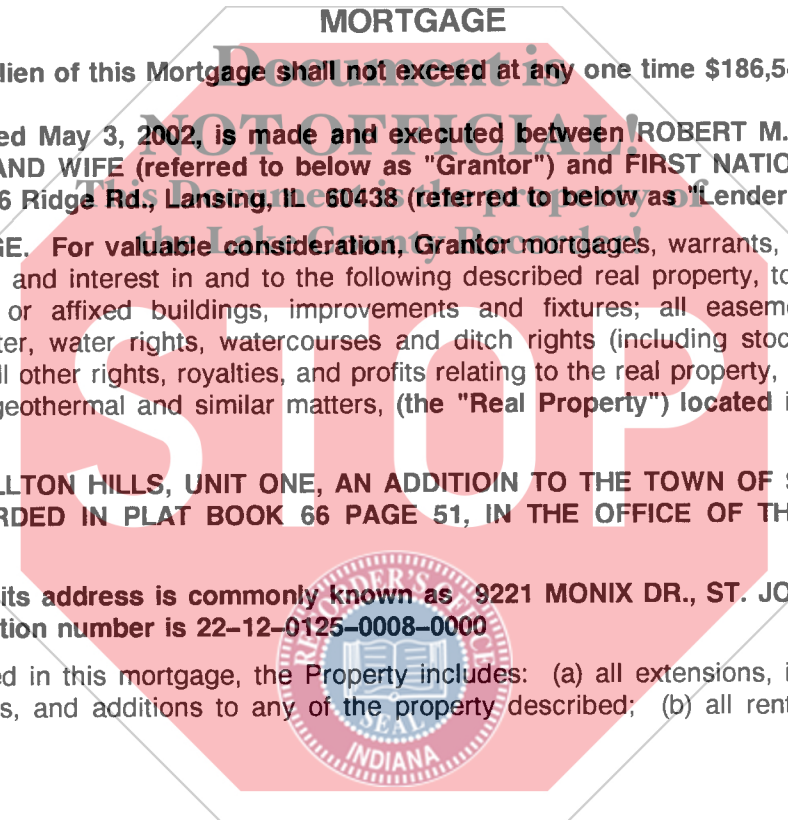 MORTGAGE
Document is
lien of this Mortgage shall not exceed at any one time $186,5
NOT OFFICIAL!
ed May 3, 2002, is made and executed between ROBERT M.
AND WIFE (referred to below as "Grantor") and FIRST NATIO
This Document is the property of
6 Ridge Rd., Lansing, IL 60438 (referred to below as "Lender
the Lake County Recorder!
GE. For valuable consideration, Grantor mortgages, warrants,
and interest in and to the following described real property, to
or affixed buildings, improvements and fixtures; all easem
ter, water rights, watercourses and ditch rights (including stoc
ll other rights, royalties, and profits relating to the real property,
geothermal and similar matters, (the "Real Property") located i
STOP
LLTON HILLS, UNIT ONE, AN ADDITIOIN TO THE TOWN OF S
RDED IN PLAT BOOK 66 PAGE 51, IN THE OFFICE OF TH
its address is commonly known as 9221 MONIX DR., ST. JO
tion number is 22-12-0125-0008-0000
RECORDER'S OFFICE
ed in this mortgage, the Property includes: (a) all extensions, i
s, and additions to any of the property described; (b) all rent
SEAL
INDIANA